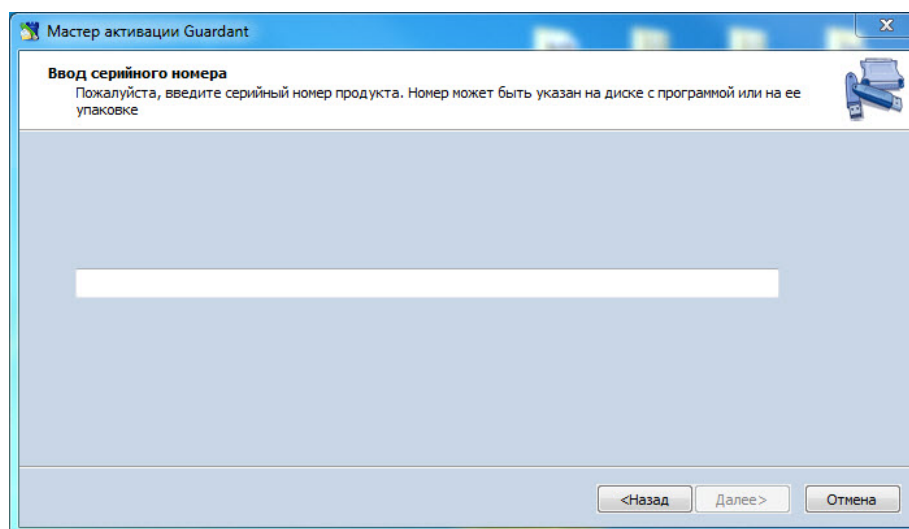 Мастер активации Guardant
Ввод серийного номера
Пожалуйста, введите серийный номер продукта. Номер может быть указан на диске с программой или на ее
упаковке
<Назад
Далее>
Отмена